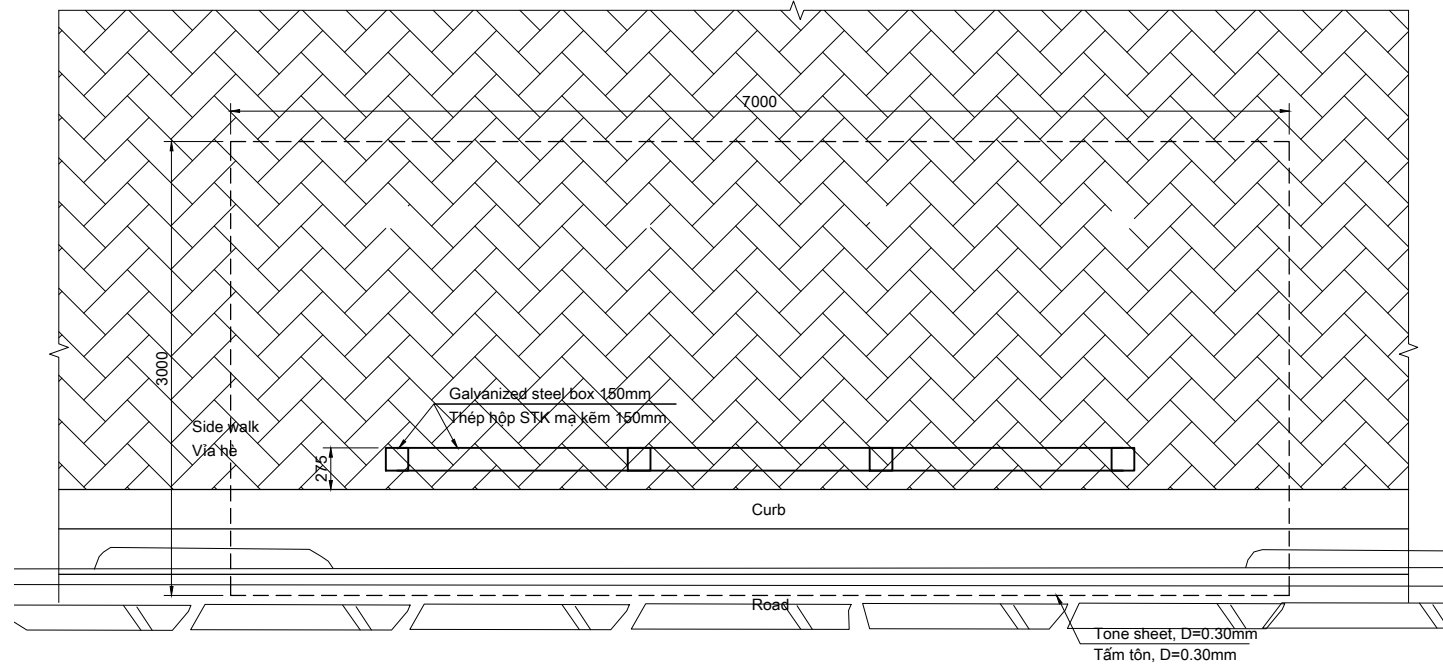 7000
3000
Galvanized steel box 150mm
Thép hộp STK mạ kẽm 150mm
Side walk
Vỉa hè
275
Curb
Road
Tone sheet, D=0.30mm
Tấm tôn, D=0.30mm